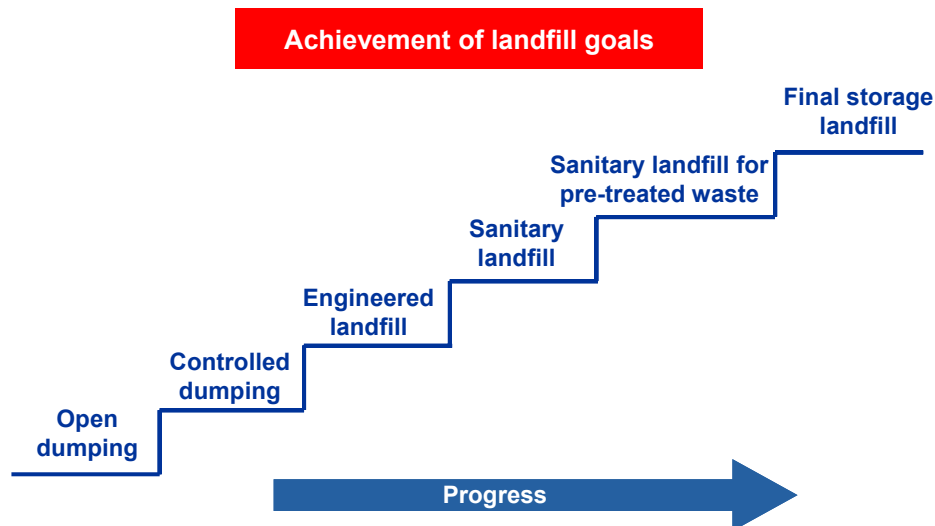 Achievement of landfill goals
Final storage
landfill
Sanitary landfill for
pre-treated waste
Sanitary
landfill
Engineered
landfill
Controlled
dumping
Open
dumping
Progress